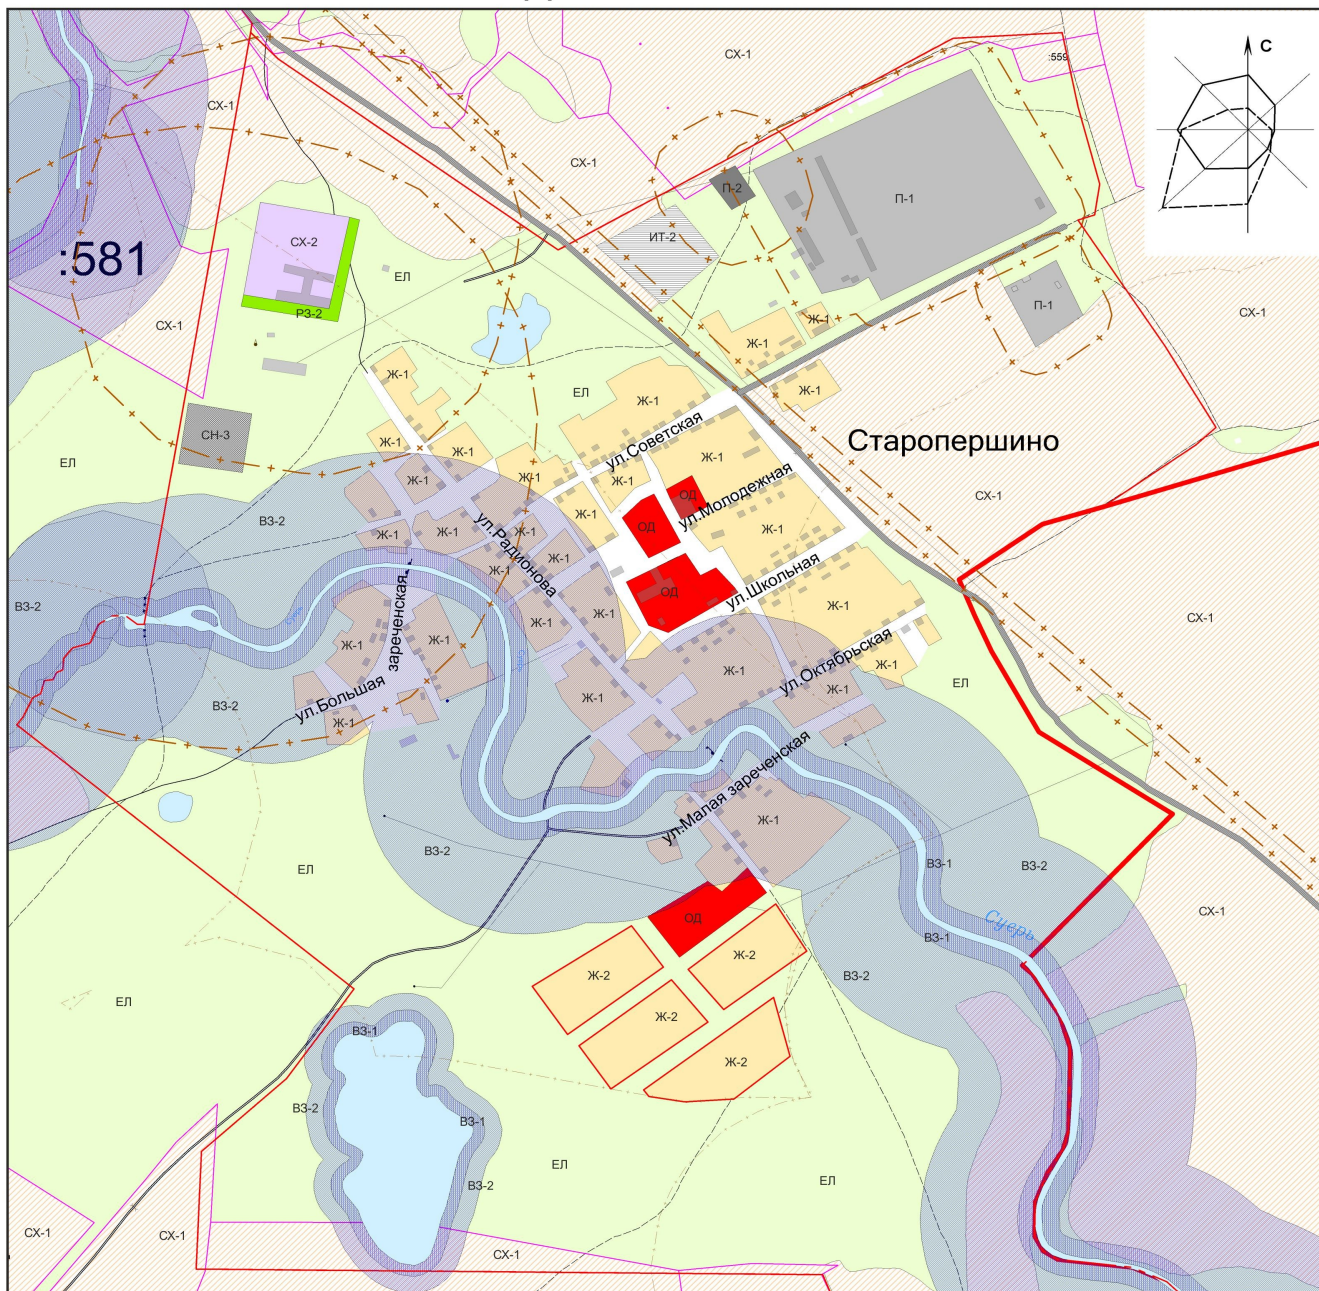 СХ-1
:559
С
СХ-1
СХ-1
П-2
П-1
ИТ-2
СХ-2
:581
ЕЛ
П-1
РЗ-2
СХ-1
СХ-1
Ж-1
Ж-1
Ж-1
ЕЛ
Ж-1
Ж-1
ул.Советская
СН-3
Ж-1
Ж-1
Старопершино
ЕЛ
Ж-1
Ж-1
Ж-1
Ж-1
Ж-1
ул.Молодежная
ОД
СХ-1
ВЗ-2
Ж-1
Ж-1
Ж-1
ул.Радионова
Ж-1
ОД
Ж-1
Ж-1
Ж-1
ул.Школьная
ОД
ВЗ-2
Суерь
Ж-1
Ж-1
Ж-1
СХ-1
Ж-1
Ж-1
ул.Большая
зареченская
Суерь
Ж-1
Ж-1
ул.Октябрьская
Ж-1
ЕЛ
Ж-1
ВЗ-2
Ж-1
Ж-1
ул.Малая зареченская
Ж-1
ВЗ-2
ЕЛ
ВЗ-1
ВЗ-2
ОД
Суерь
СХ-1
ВЗ-1
Ж-2
Ж-2
ВЗ-2
ЕЛ
Ж-2
ВЗ-1
Ж-2
ВЗ-2
ВЗ-1
ЕЛ
ВЗ-2
ЕЛ
СХ-1
СХ-1
СХ-1